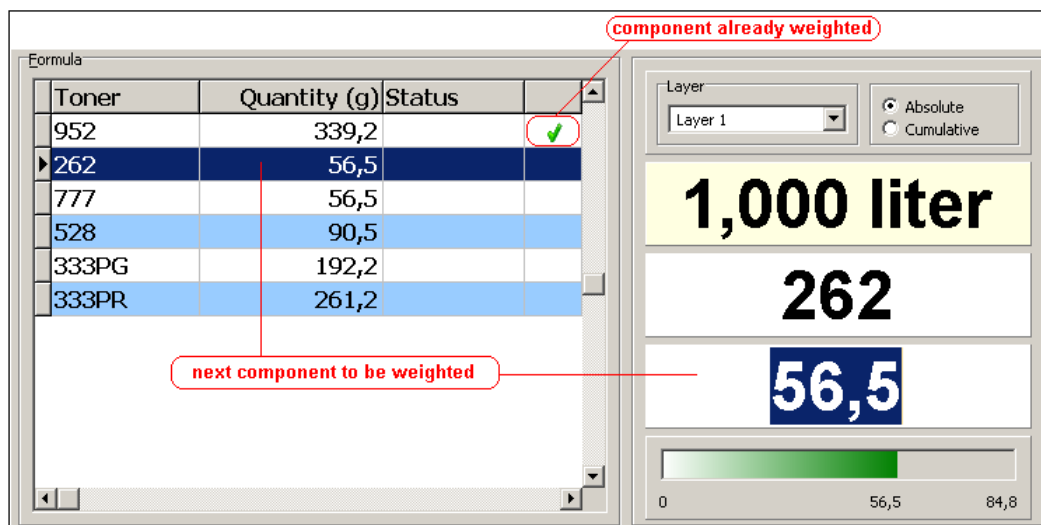 component already weighted
Formula
Toner Quantity (g) Status
952 339,2
262 56,5
777 56,5
528 90,5
333PG 192,2
333PR 261,2
next component to be weighted
Layer
Layer 1
Absolute
Cumulative
1,000 liter
262
56,5
0 56,5 84,8